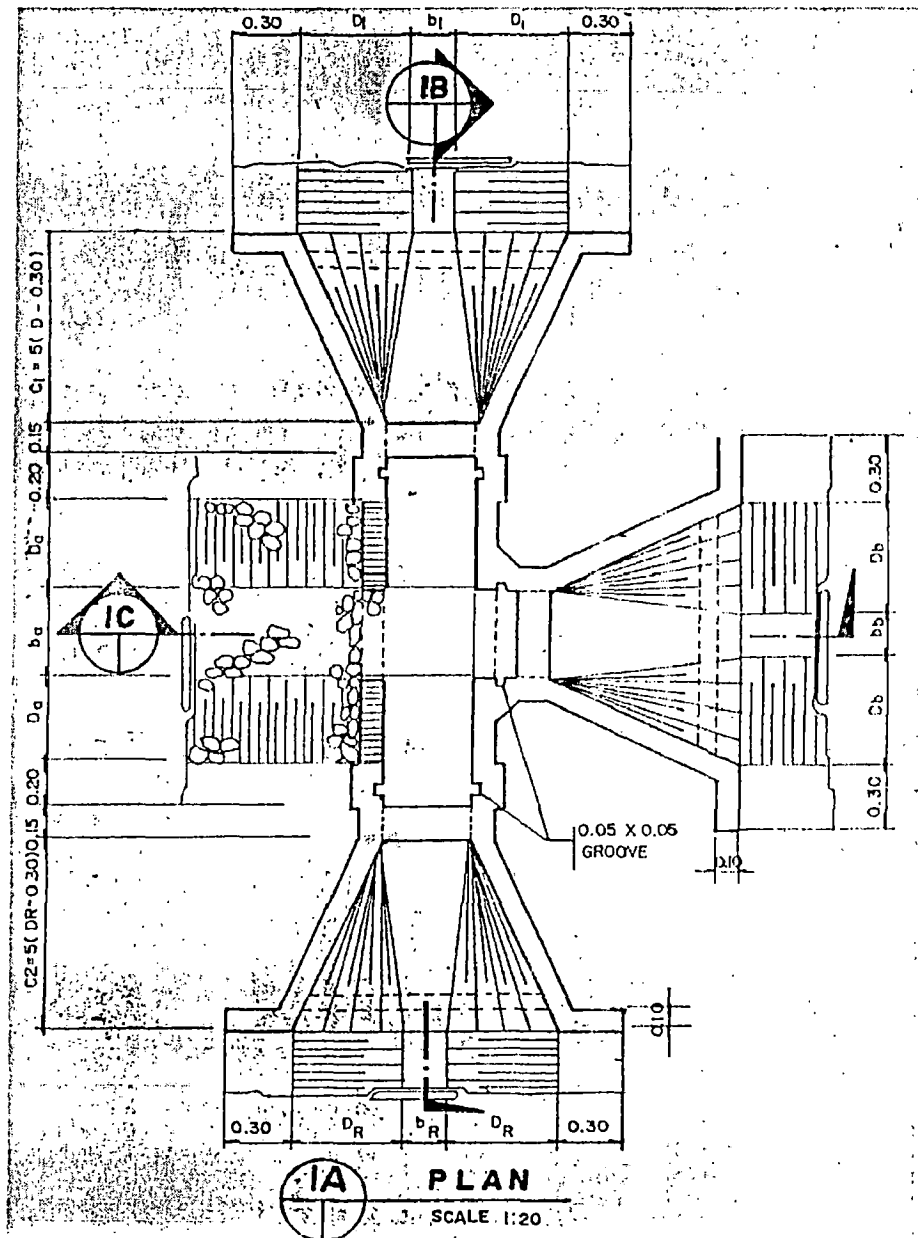 0.30 D1 b1 D1 0.30
1B
C1 = 5(D - 0.30)
0.15
0.20
Da
ba
Da
0.20
0.15
C2=5(DR-0.30)
1C
0.30
Db
bb
Db
0.30
0.05 X 0.05
GROOVE
0.10
0.10
0.30 DR bR DR 0.30
1A PLAN
SCALE 1:20